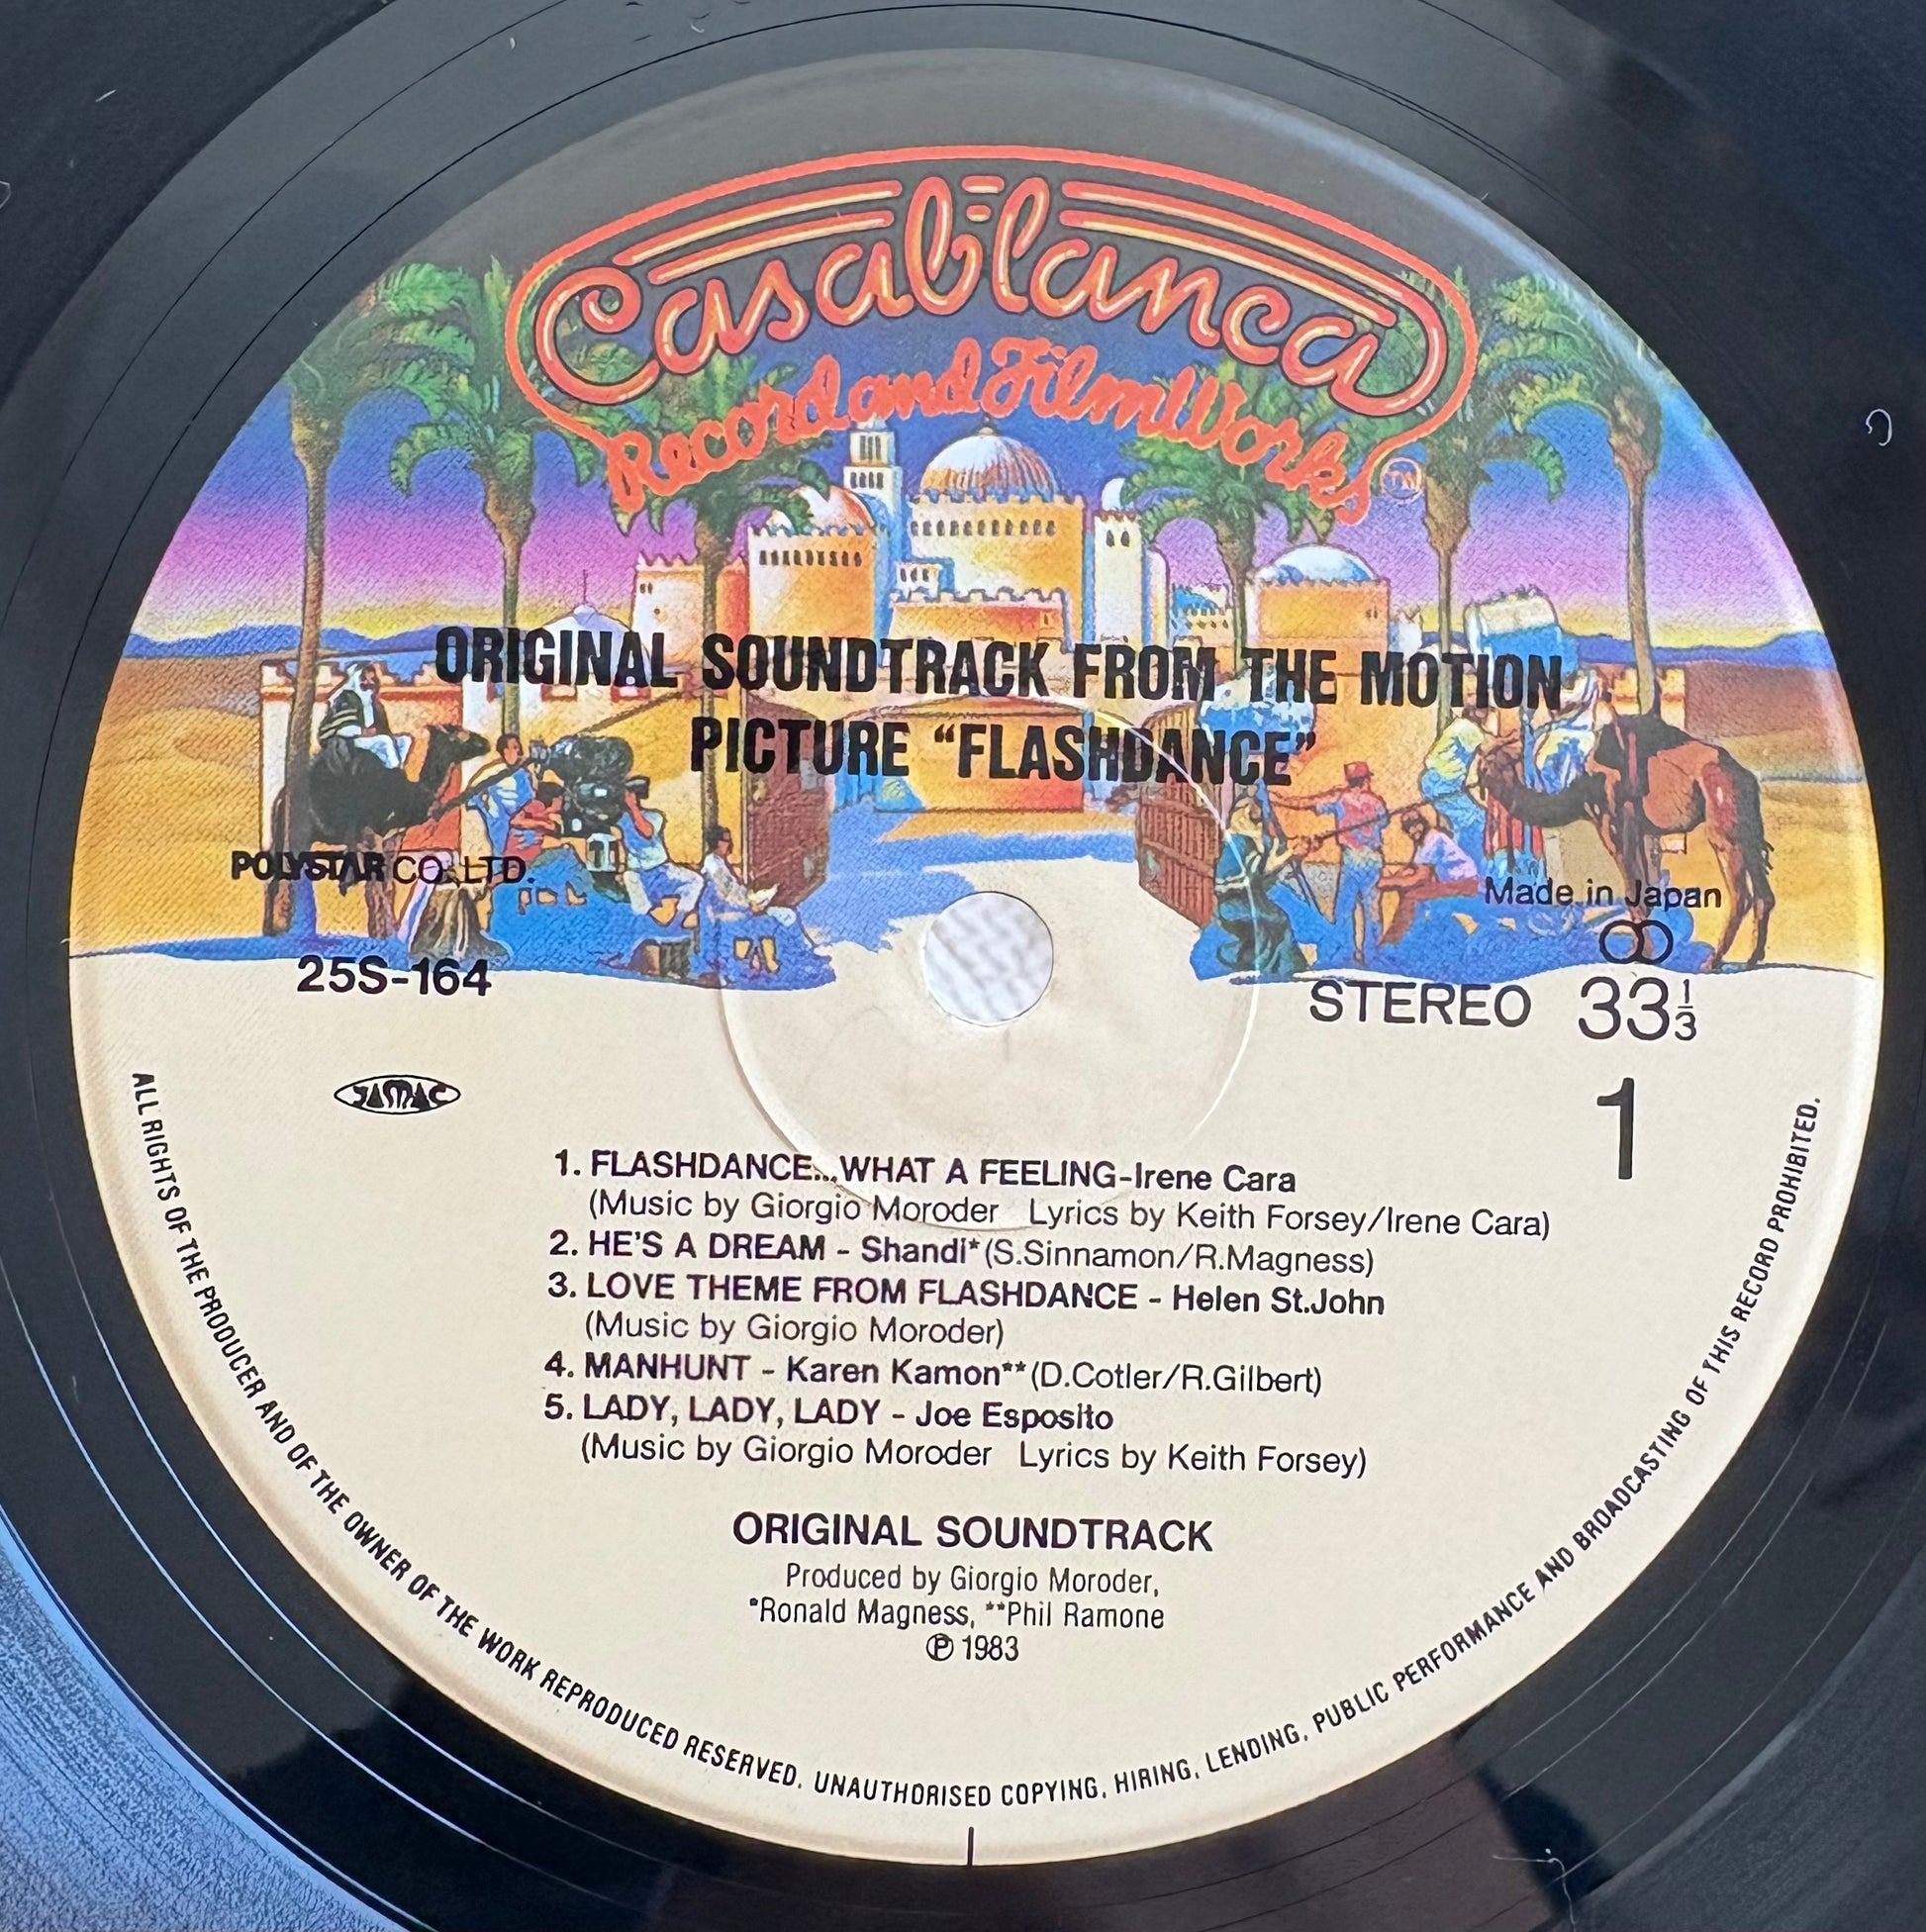 Casablanca
Record and FilmWorks
TM
ORIGINAL SOUNDTRACK FROM THE MOTION
PICTURE “FLASHDANCE”
POLYSTAR CO., LTD.
Made in Japan
25S-164
STEREO 33⅓
JASRAC
1
1. FLASHDANCE...WHAT A FEELING-Irene Cara
(Music by Giorgio Moroder Lyrics by Keith Forsey/Irene Cara)
2. HE'S A DREAM - Shandi*(S.Sinnamon/R.Magness)
3. LOVE THEME FROM FLASHDANCE - Helen St.John
(Music by Giorgio Moroder)
4. MANHUNT - Karen Kamon**(D.Cotler/R.Gilbert)
5. LADY, LADY, LADY - Joe Esposito
(Music by Giorgio Moroder Lyrics by Keith Forsey)
ORIGINAL SOUNDTRACK
Produced by Giorgio Moroder,
*Ronald Magness, **Phil Ramone
℗ 1983
ALL RIGHTS OF THE PRODUCER AND OF THE OWNER OF THE WORK REPRODUCED RESERVED. UNAUTHORISED COPYING, HIRING, LENDING, PUBLIC PERFORMANCE AND BROADCASTING OF THIS RECORD PROHIBITED.